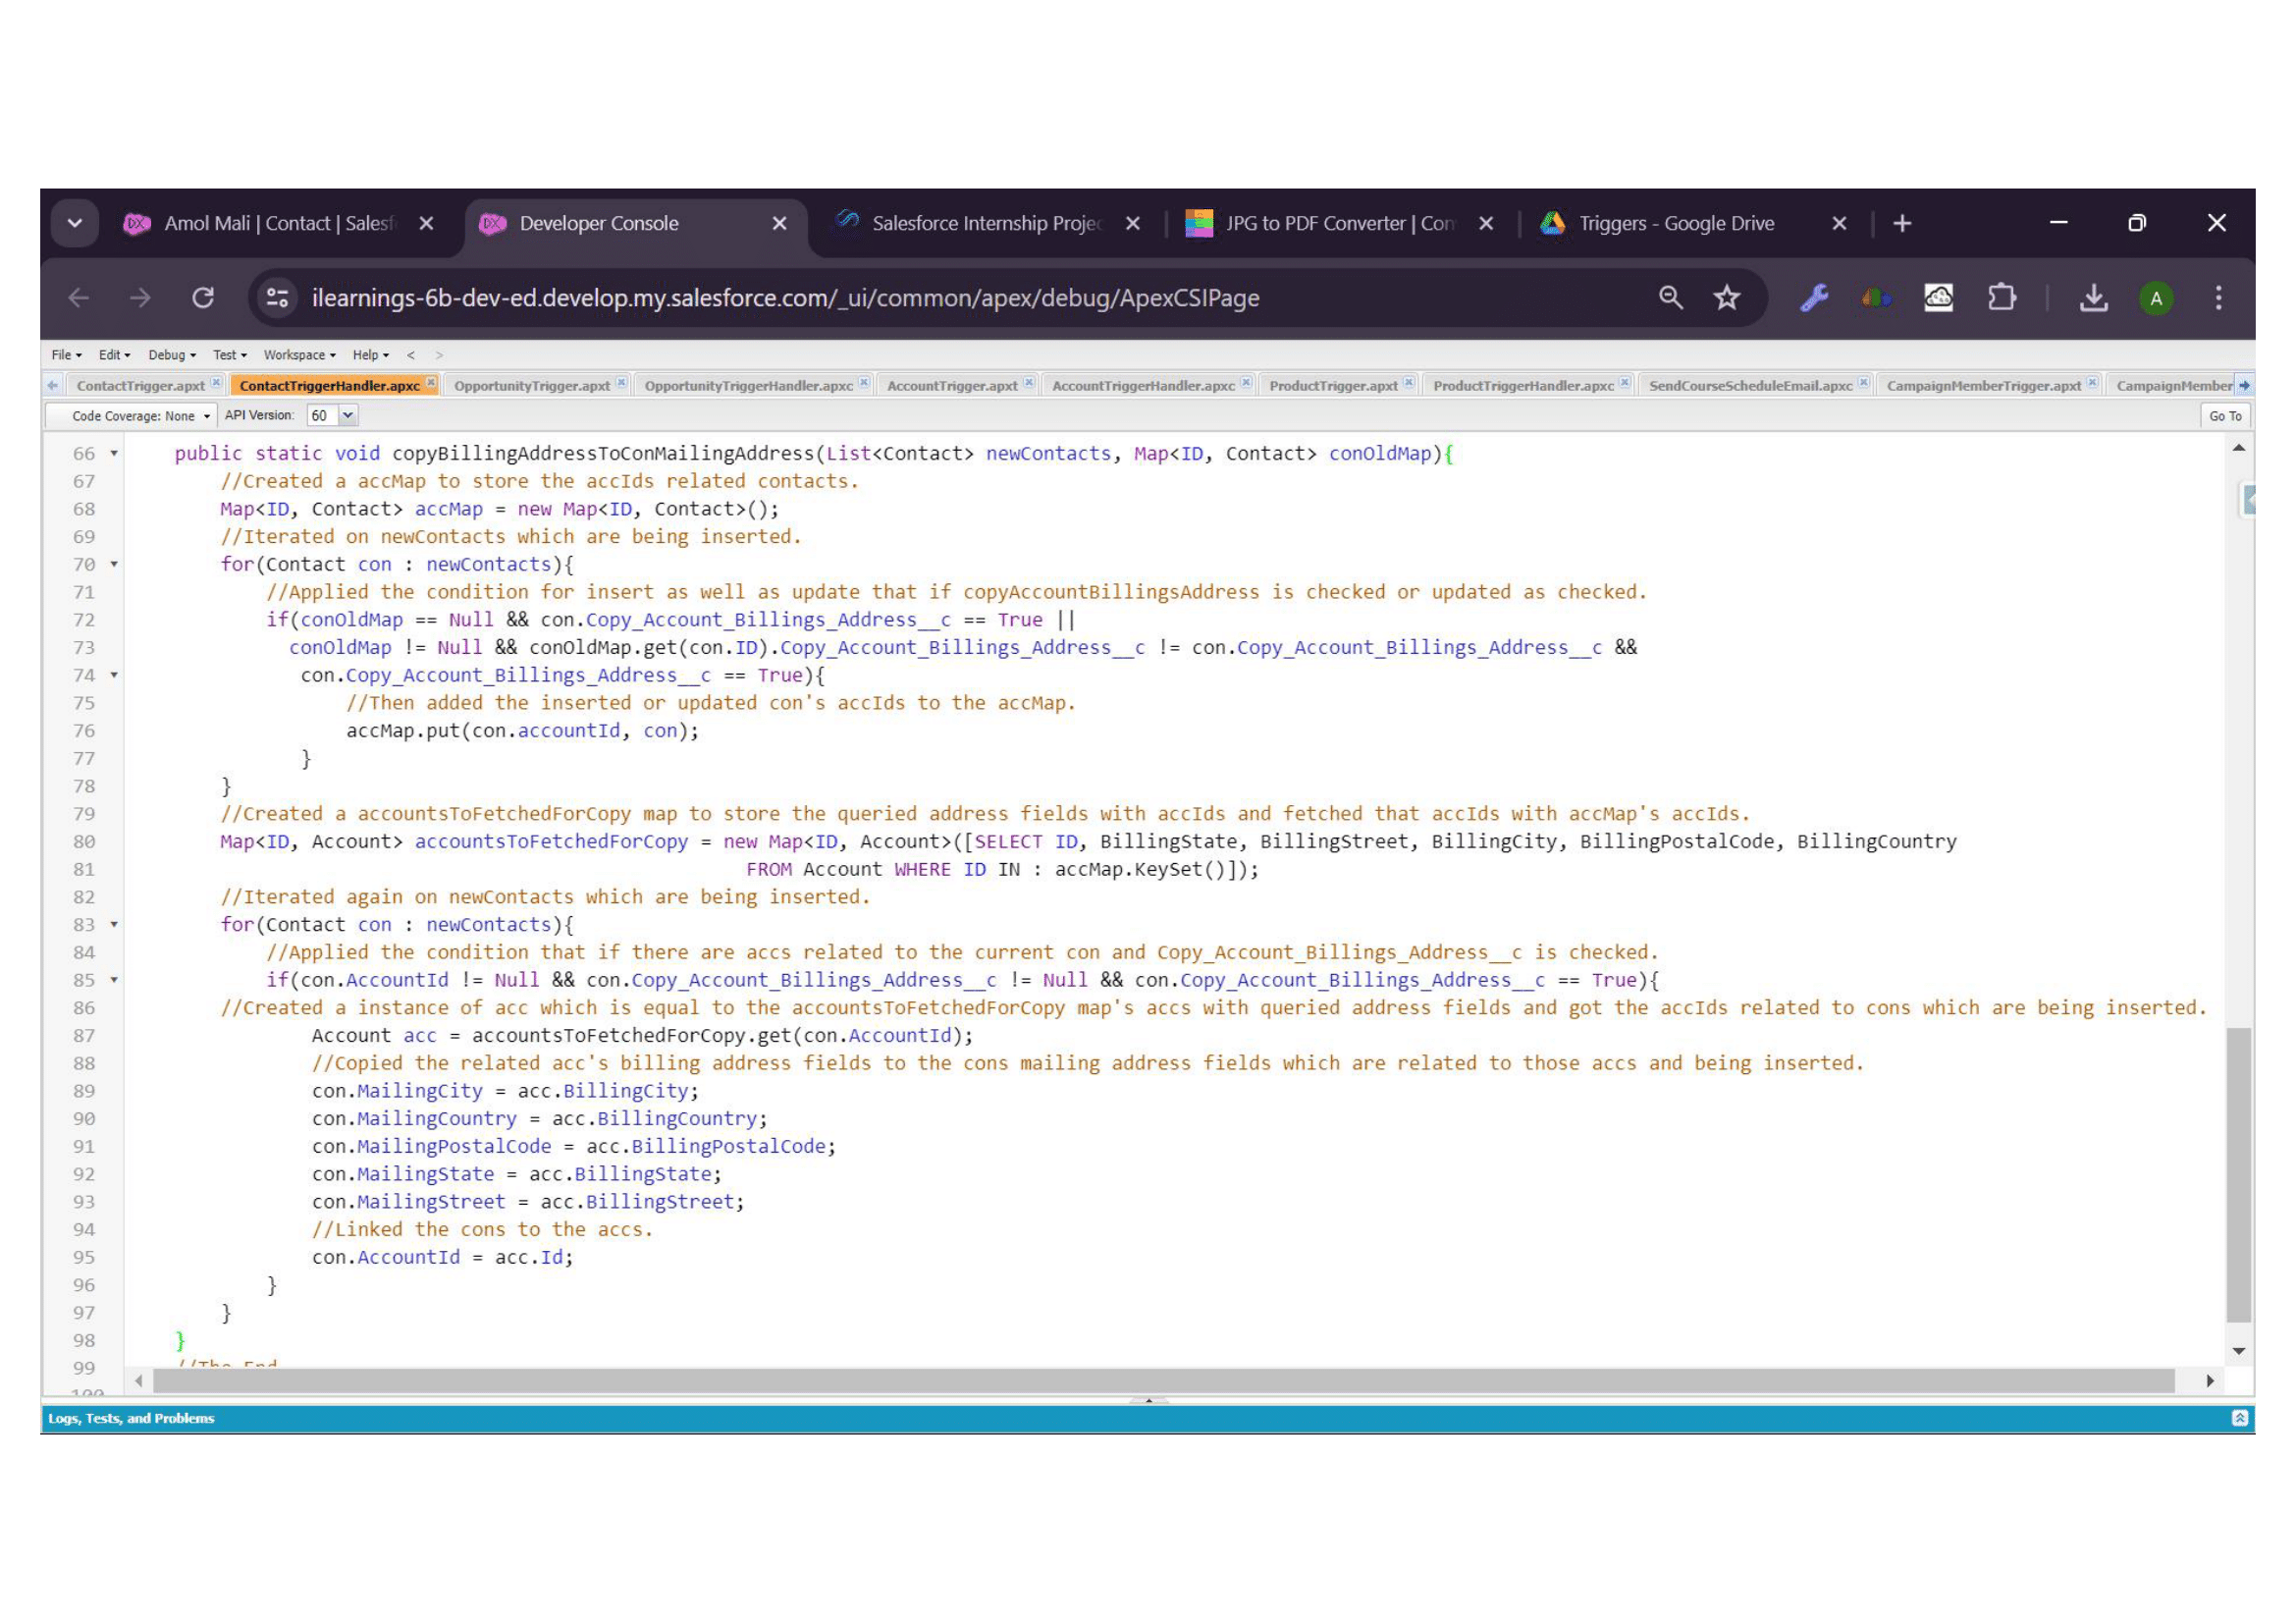 Amol Mali | Contact | Salesf
Developer Console
Salesforce Internship Projec
JPG to PDF Converter | Con
Triggers - Google Drive
ilearnings-6b-dev-ed.develop.my.salesforce.com/_ui/common/apex/debug/ApexCSIPage
A
File Edit Debug Test Workspace Help < >
ContactTrigger.apxt ContactTriggerHandler.apxc OpportunityTrigger.apxt OpportunityTriggerHandler.apxc AccountTrigger.apxt AccountTriggerHandler.apxc ProductTrigger.apxt ProductTriggerHandler.apxc SendCourseScheduleEmail.apxc CampaignMemberTrigger.apxt CampaignMember
Code Coverage: None API Version: 60 Go To
66 public static void copyBillingAddressToConMailingAddress(List<Contact> newContacts, Map<ID, Contact> conOldMap){
67 //Created a accMap to store the accIds related contacts.
68 Map<ID, Contact> accMap = new Map<ID, Contact>();
69 //Iterated on newContacts which are being inserted.
70 for(Contact con : newContacts){
71 //Applied the condition for insert as well as update that if copyAccountBillingsAddress is checked or updated as checked.
72 if(conOldMap == Null && con.Copy_Account_Billings_Address__c == True ||
73 conOldMap != Null && conOldMap.get(con.ID).Copy_Account_Billings_Address__c != con.Copy_Account_Billings_Address__c &&
74 con.Copy_Account_Billings_Address__c == True){
75 //Then added the inserted or updated con's accIds to the accMap.
76 accMap.put(con.accountId, con);
77 }
78 }
79 //Created a accountsToFetchedForCopy map to store the queried address fields with accIds and fetched that accIds with accMap's accIds.
80 Map<ID, Account> accountsToFetchedForCopy = new Map<ID, Account>([SELECT ID, BillingState, BillingStreet, BillingCity, BillingPostalCode, BillingCountry
81 FROM Account WHERE ID IN : accMap.KeySet()]);
82 //Iterated again on newContacts which are being inserted.
83 for(Contact con : newContacts){
84 //Applied the condition that if there are accs related to the current con and Copy_Account_Billings_Address__c is checked.
85 if(con.AccountId != Null && con.Copy_Account_Billings_Address__c != Null && con.Copy_Account_Billings_Address__c == True){
86 //Created a instance of acc which is equal to the accountsToFetchedForCopy map's accs with queried address fields and got the accIds related to cons which are being inserted.
87 Account acc = accountsToFetchedForCopy.get(con.AccountId);
88 //Copied the related acc's billing address fields to the cons mailing address fields which are related to those accs and being inserted.
89 con.MailingCity = acc.BillingCity;
90 con.MailingCountry = acc.BillingCountry;
91 con.MailingPostalCode = acc.BillingPostalCode;
92 con.MailingState = acc.BillingState;
93 con.MailingStreet = acc.BillingStreet;
94 //Linked the cons to the accs.
95 con.AccountId = acc.Id;
96 }
97 }
98 }
99 //The End
100
Logs, Tests, and Problems